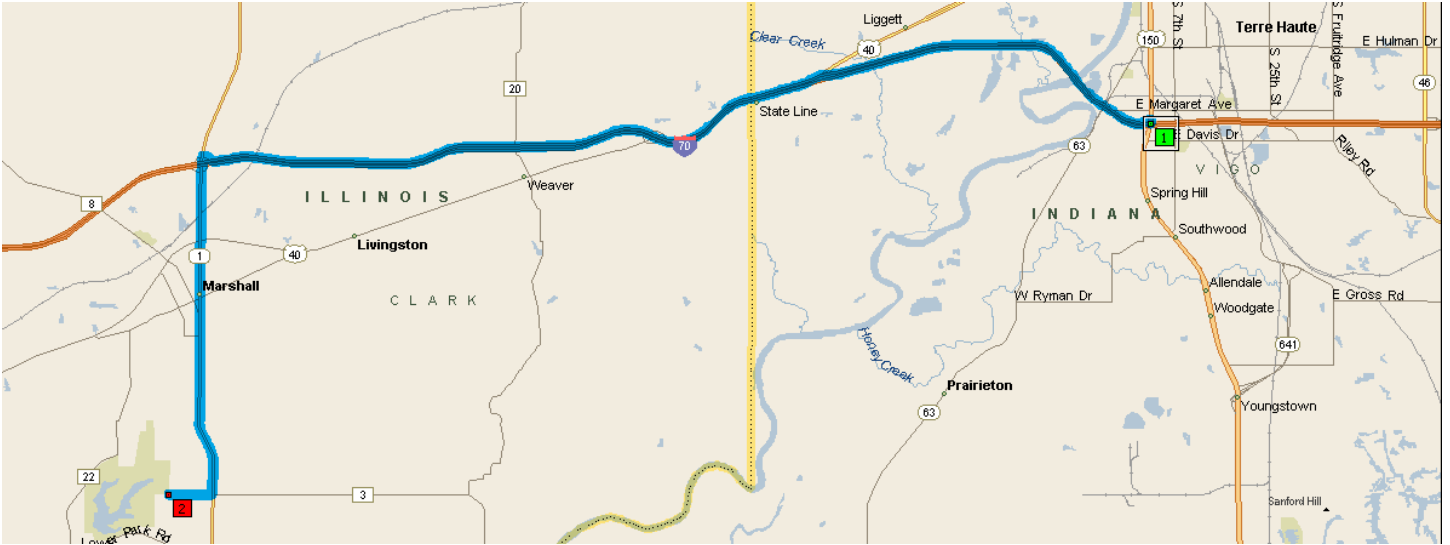 Liggett
Terre Haute
S 7th St
S Fruitridge Ave
E Hulman Dr
150
Clear Creek
40
S 25th St
46
20
E Margaret Ave
State Line
1
E Davis Dr
70
63
Riley Rd
VIGO
Weaver
ILLINOIS
Spring Hill
8
INDIANA
Southwood
Livingston
40
1
Marshall
CLARK
Allendale
W Ryman Dr
E Gross Rd
Woodgate
Honey Creek
641
Prairieton
63
Youngstown
22
3
2
Sanford Hill
Lower Park Rd